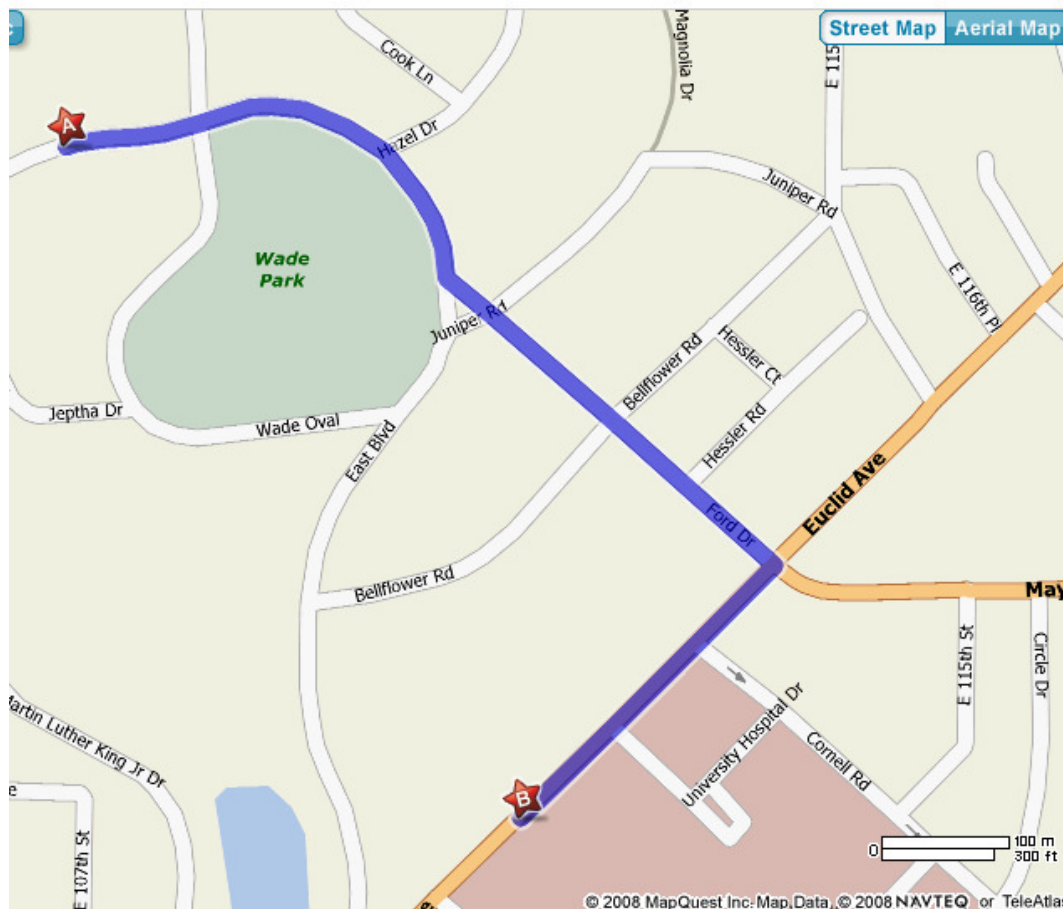 Street Map
Aerial Map
A
Cook Ln
Magnolia Dr
E 115
Hazel Dr
Juniper Rd
Wade
Park
E 116th Pl
Juniper Rd
Bellflower Rd
Hessler Ct
Jeptha Dr
Wade Oval
East Blvd
Hessler Rd
Euclid Ave
Ford Dr
Bellflower Rd
May
E 115th St
Circle Dr
University Hospital Dr
Cornell Rd
Martin Luther King Jr Dr
B
E 107th St
e
0
100 m
300 ft
© 2008 MapQuest Inc. Map Data, © 2008 NAVTEQ or TeleAtla